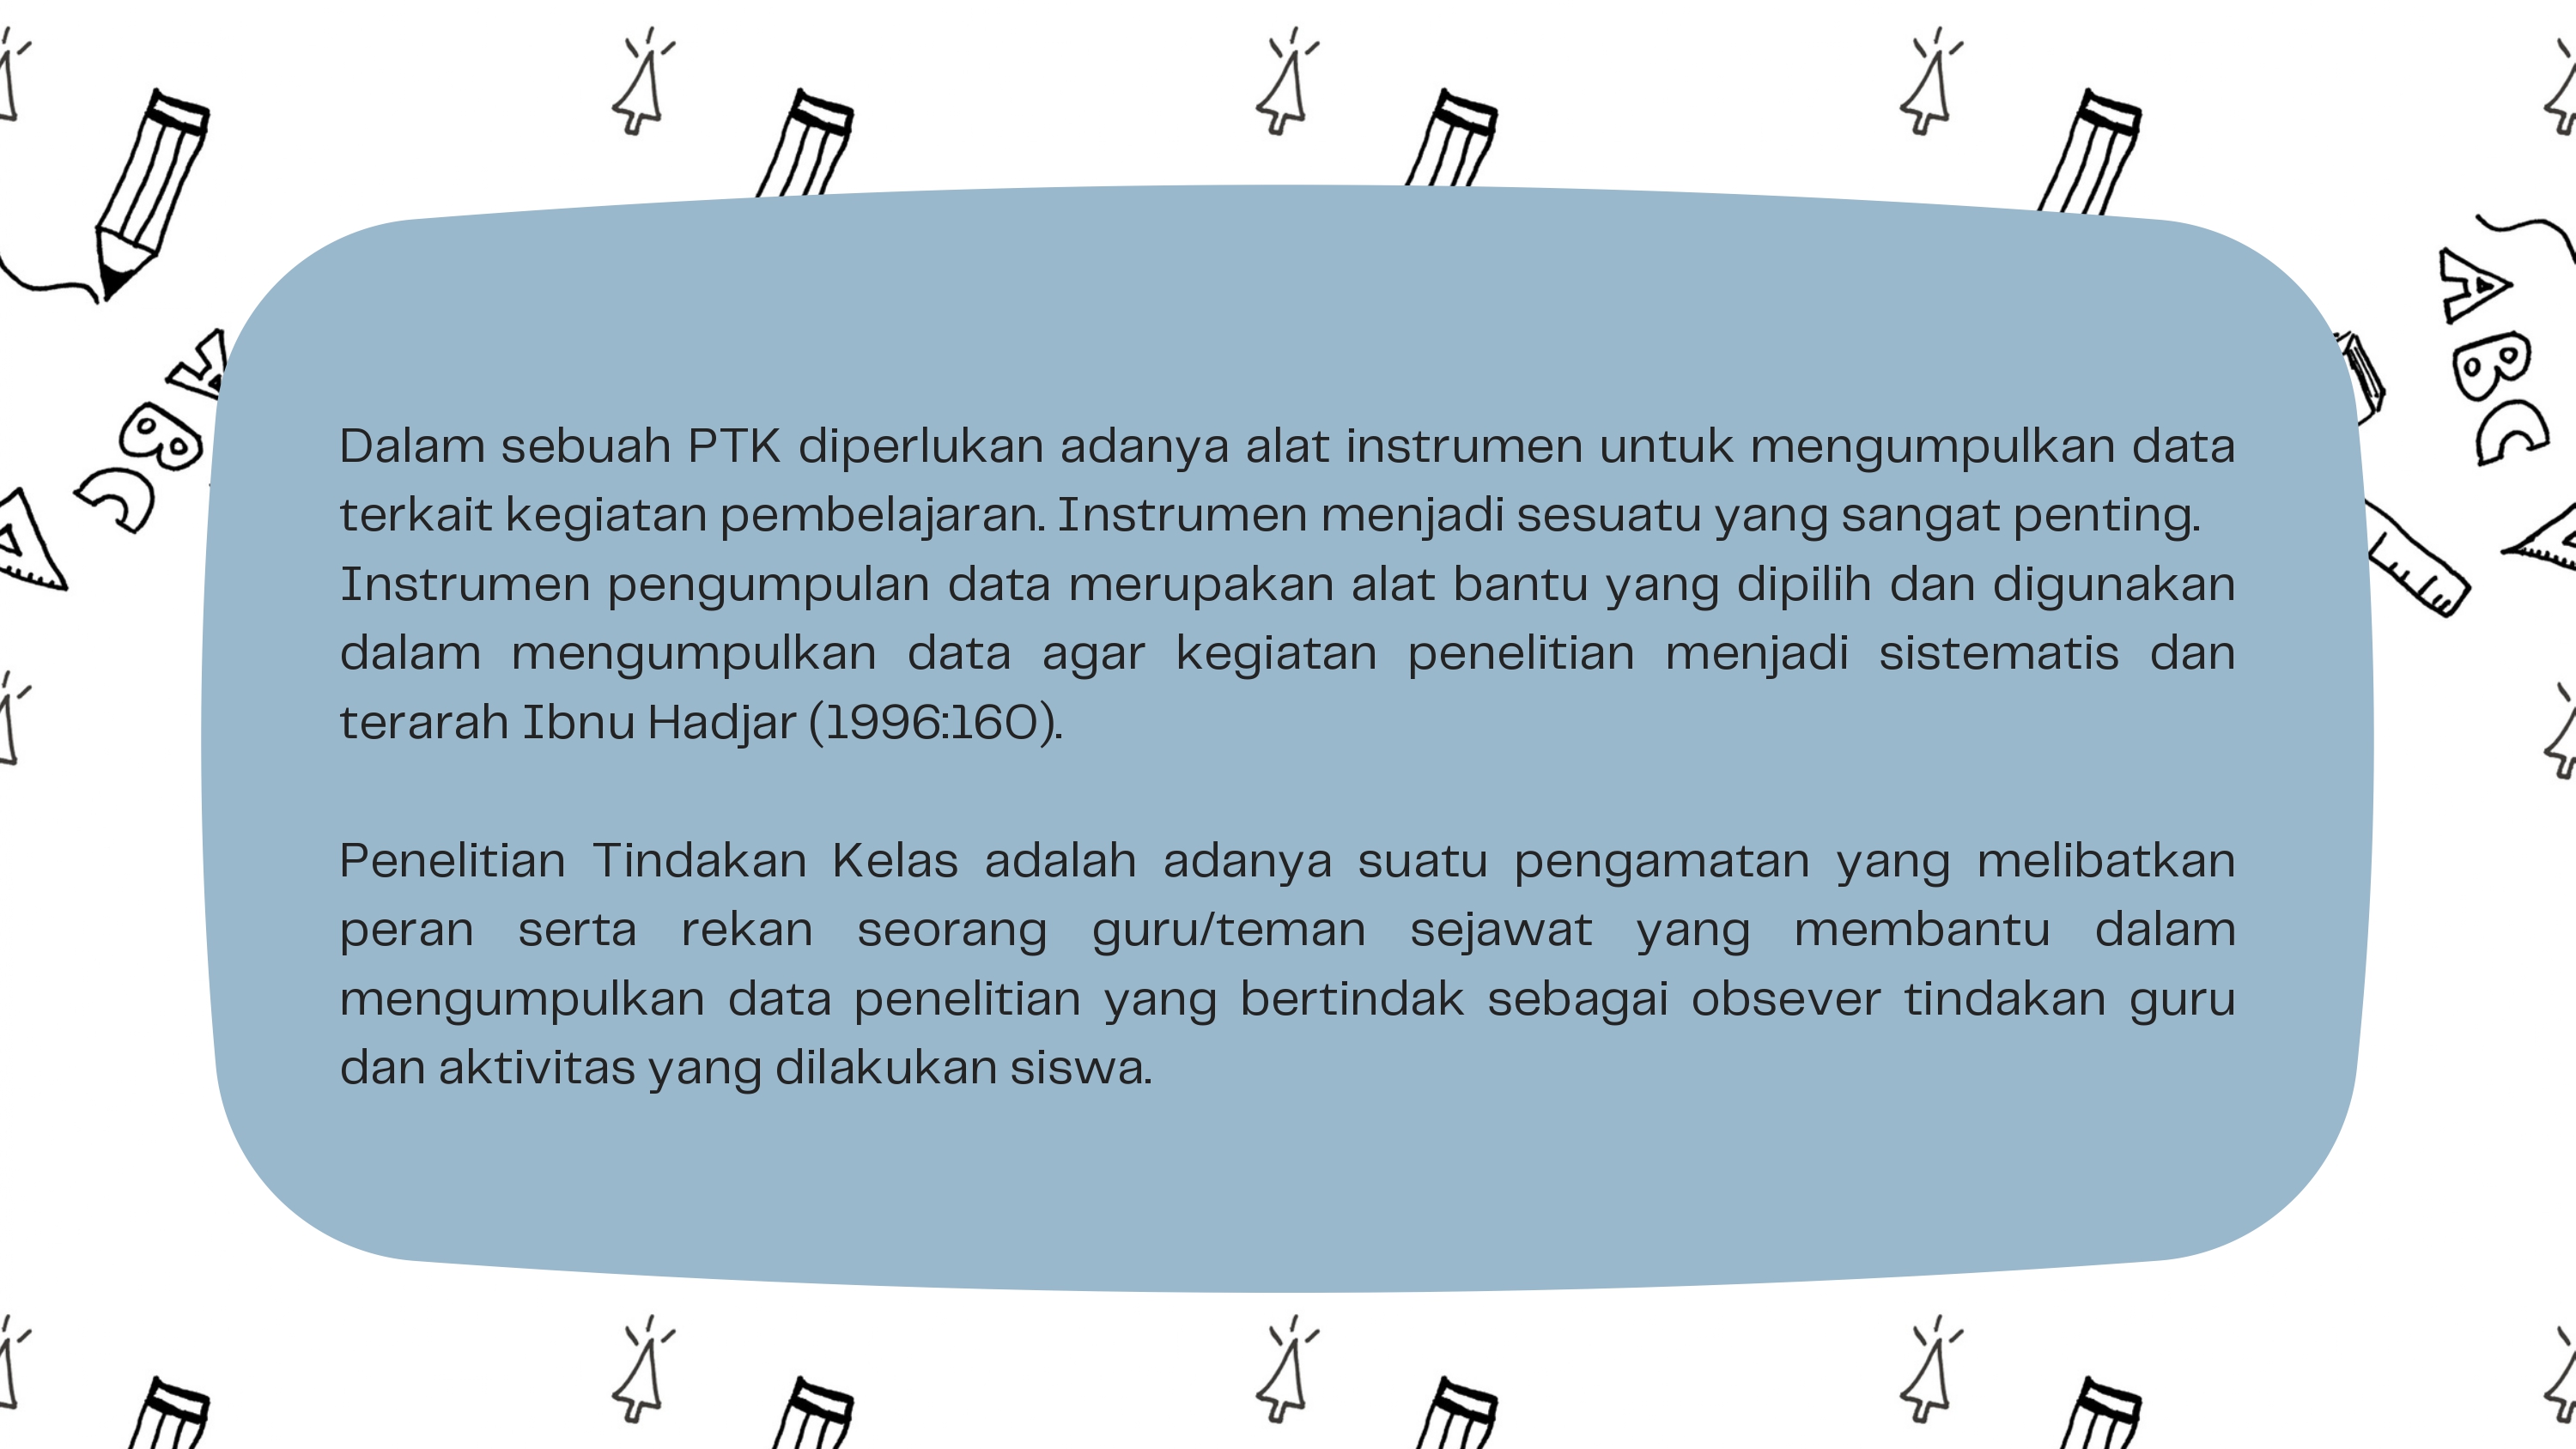 Dalam sebuah PTK diperlukan adanya alat instrumen untuk mengumpulkan data
terkait kegiatan pembelajaran. Instrumen menjadi sesuatu yang sangat penting.
Instrumen pengumpulan data merupakan alat bantu yang dipilih dan digunakan
dalam mengumpulkan data agar kegiatan penelitian menjadi sistematis dan
terarah Ibnu Hadjar (1996:160).
Penelitian Tindakan Kelas adalah adanya suatu pengamatan yang melibatkan
peran serta rekan seorang guru/teman sejawat yang membantu dalam
mengumpulkan data penelitian yang bertindak sebagai obsever tindakan guru
dan aktivitas yang dilakukan siswa.
A
B
C
A
B
C